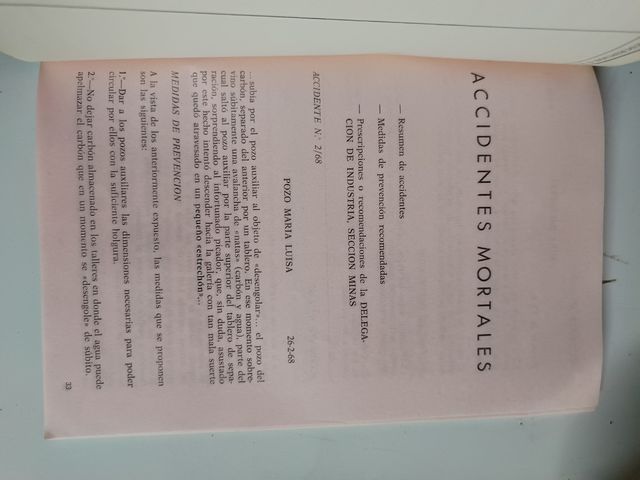 ACCIDENTES MORTALES
— Resumen de accidentes
— Medidas de prevención recomendadas
— Prescripciones o recomendaciones de la DELEGA-
CION DE INDUSTRIA, SECCION MINAS
ACCIDENTE N.º 2/68
POZO MARIA LUISA 26-2-68
...subía por el pozo auxiliar al objeto de «desengolar»... el pozo del
carbón, separado del anterior por un tablero. En ese momento sobre-
vino súbitamente una avalancha de «natas» (carbón y agua), parte del
cual saltó al pozo auxiliar por la parte superior del tablero de sepa-
ración, sorprendiendo al infortunado picador, que, sin duda, asustado
por este hecho intentó descender hacia la galería con tan mala suerte
que quedó atravesado en un pequeño «estrechón»...
MEDIDAS DE PREVENCION
A la vista de los anteriormente expuesto, las medidas que se proponen
son las siguientes:
1.º—Dar a los pozos auxiliares las dimensiones necesarias para poder
circular por ellos con la suficiente holgura.
2.º—No dejar carbón almacenado en los talleres en donde el agua puede
apelmazar el carbón que en un momento se «desengole» de súbito.
33